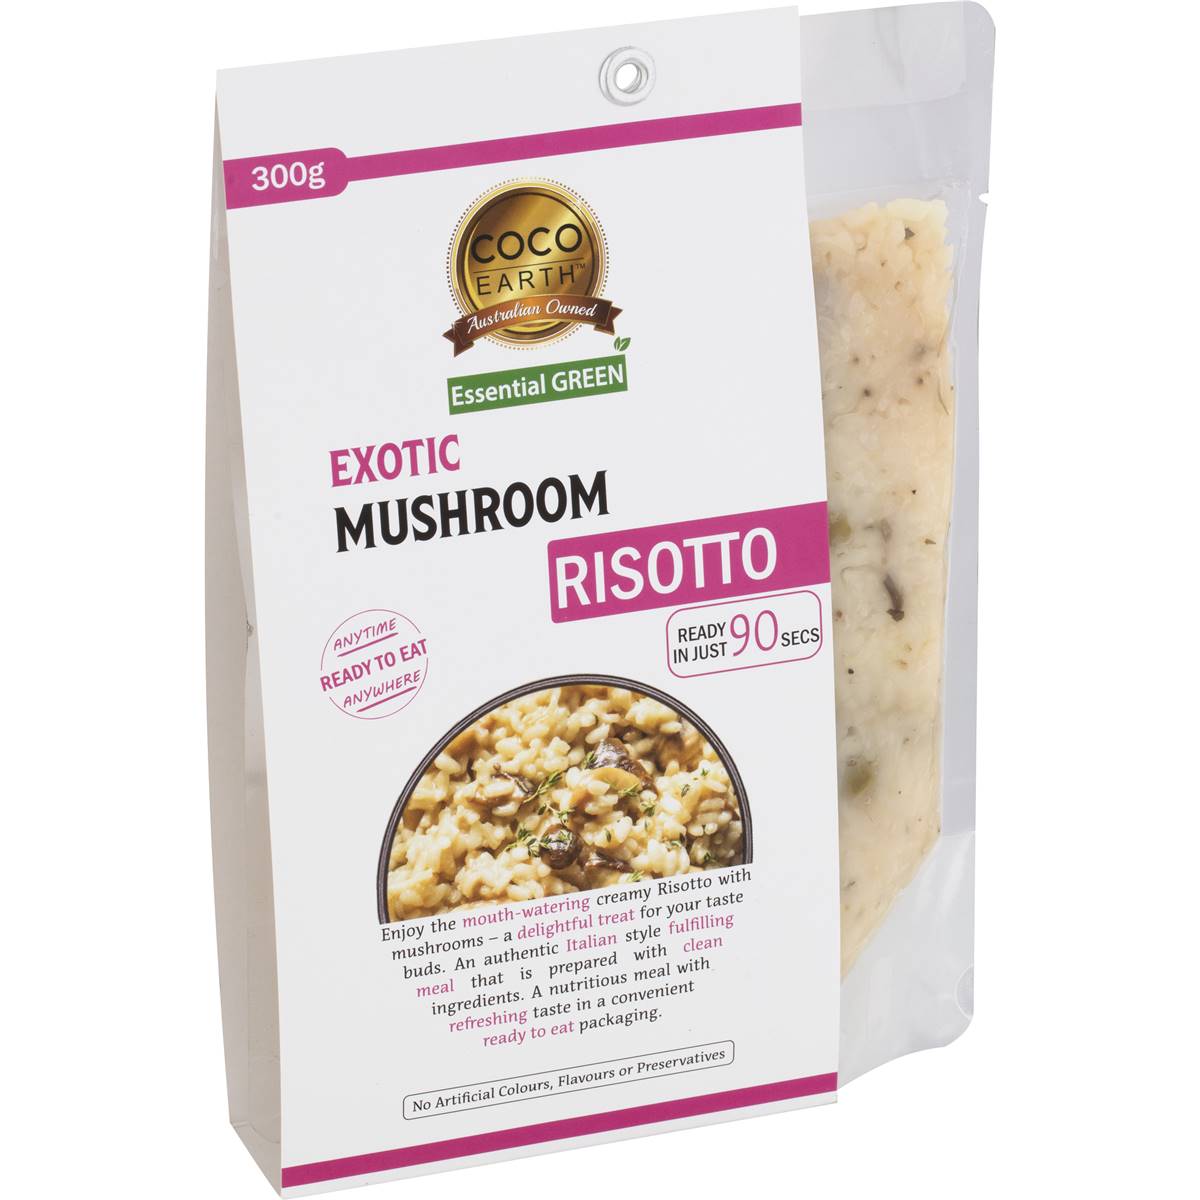 300g
COCO
EARTH™
Australian Owned
Essential GREEN
EXOTIC
MUSHROOM
RISOTTO
READY
IN JUST 90 SECS
ANYTIME
READY TO EAT
ANYWHERE
Enjoy the mouth-watering creamy Risotto with
mushrooms – a delightful treat for your taste
buds. An authentic Italian style fulfilling
meal that is prepared with clean
ingredients. A nutritious meal with
refreshing taste in a convenient
ready to eat packaging.
No Artificial Colours, Flavours or Preservatives